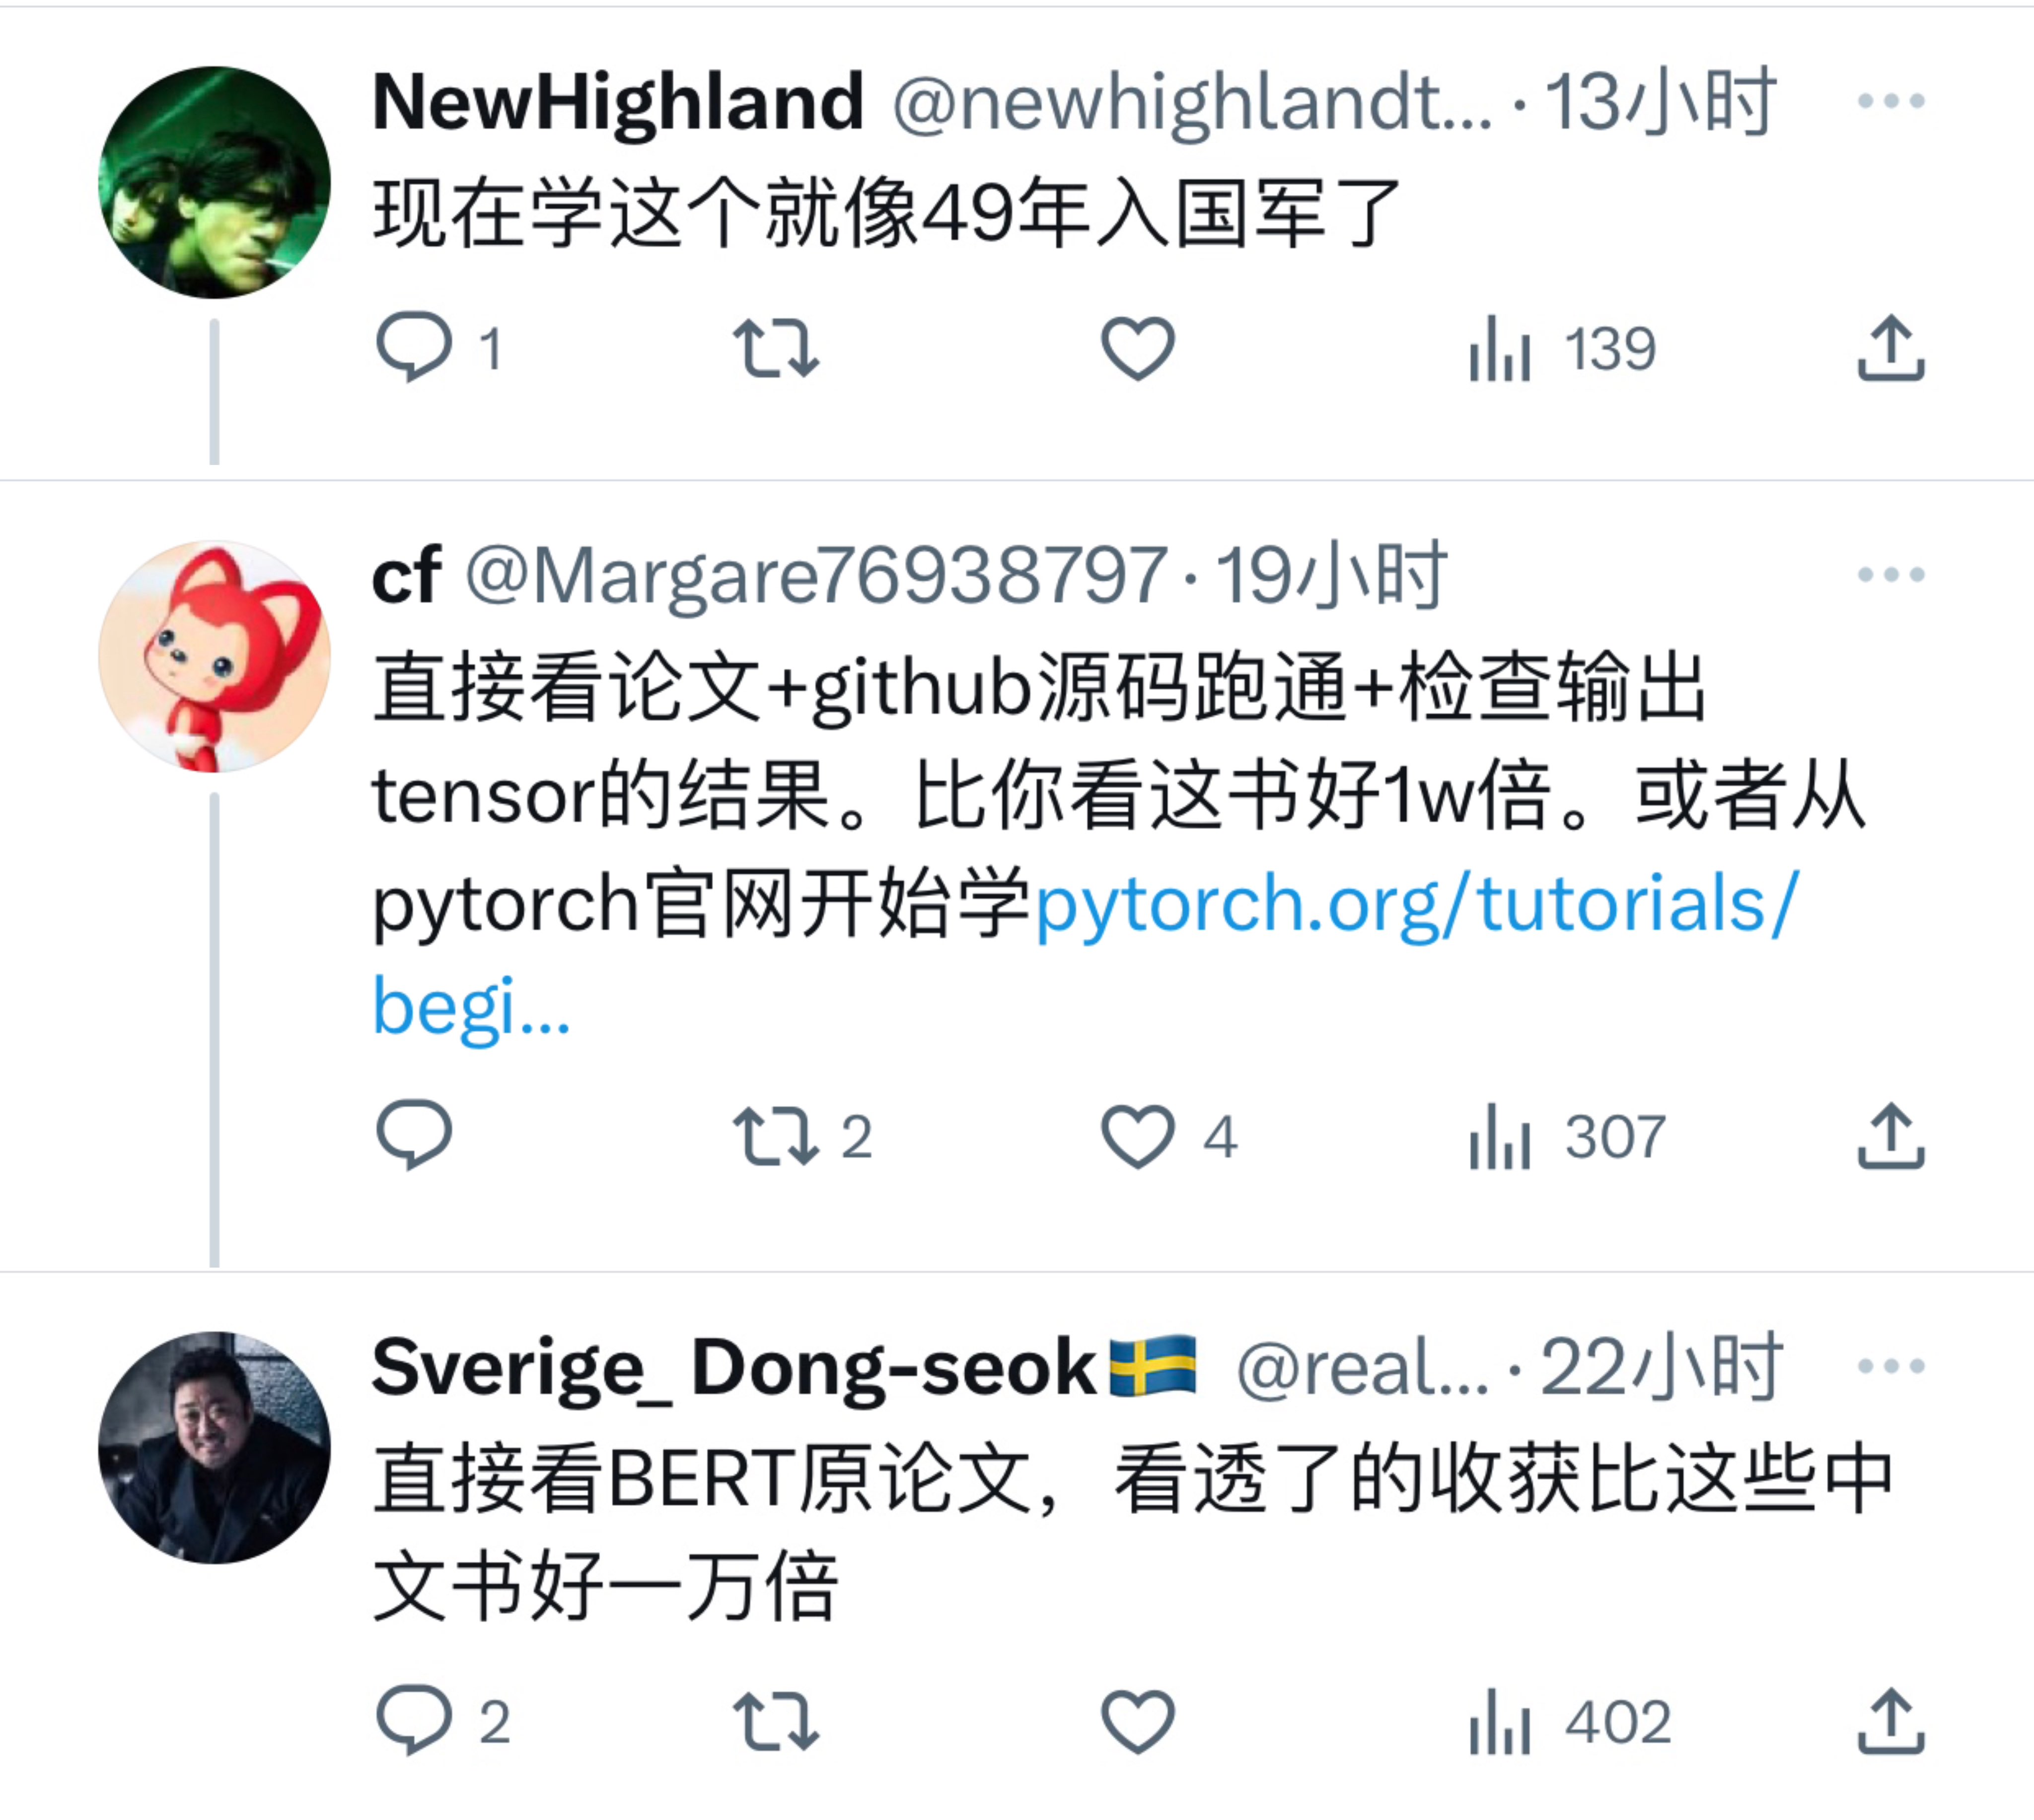 NewHighland @newhighlandt... · 13小时
现在学这个就像49年入国军了
1 139
cf @Margare76938797 · 19小时
直接看论文+github源码跑通+检查输出
tensor的结果。比你看这书好1w倍。或者从
pytorch官网开始学pytorch.org/tutorials/
begi...
2 4 307
Sverige_ Dong-seok🇸🇪 @real... · 22小时
直接看BERT原论文，看透了的收获比这些中
文书好一万倍
2 402